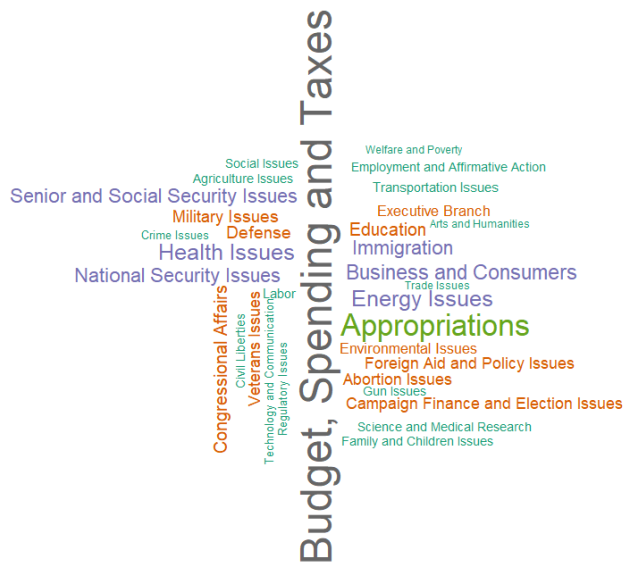 Budget, Spending and Taxes
Welfare and Poverty
Social Issues
Employment and Affirmative Action
Agriculture Issues
Transportation Issues
Senior and Social Security Issues
Executive Branch
Military Issues
Arts and Humanities
Education
Crime Issues
Defense
Immigration
Health Issues
Business and Consumers
National Security Issues
Trade Issues
Labor
Energy Issues
Appropriations
Congressional Affairs
Civil Liberties
Veterans Issues
Technology and Communication
Regulatory Issues
Environmental Issues
Foreign Aid and Policy Issues
Abortion Issues
Gun Issues
Campaign Finance and Election Issues
Science and Medical Research
Family and Children Issues